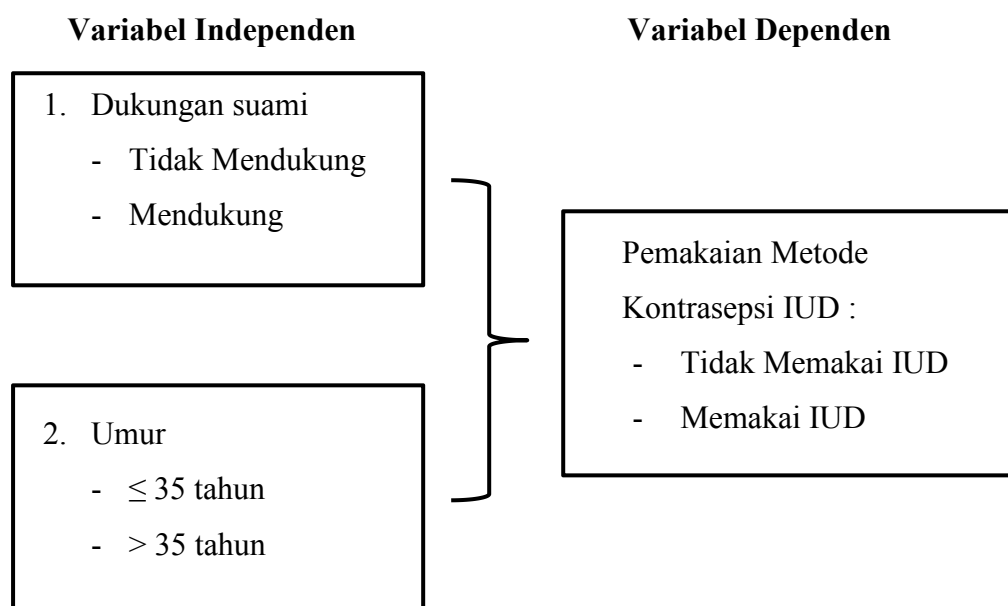 Variabel Independen
Variabel Dependen
1. Dukungan suami
- Tidak Mendukung
- Mendukung
2. Umur
- ≤ 35 tahun
- > 35 tahun
Pemakaian Metode
Kontrasepsi IUD :
- Tidak Memakai IUD
- Memakai IUD